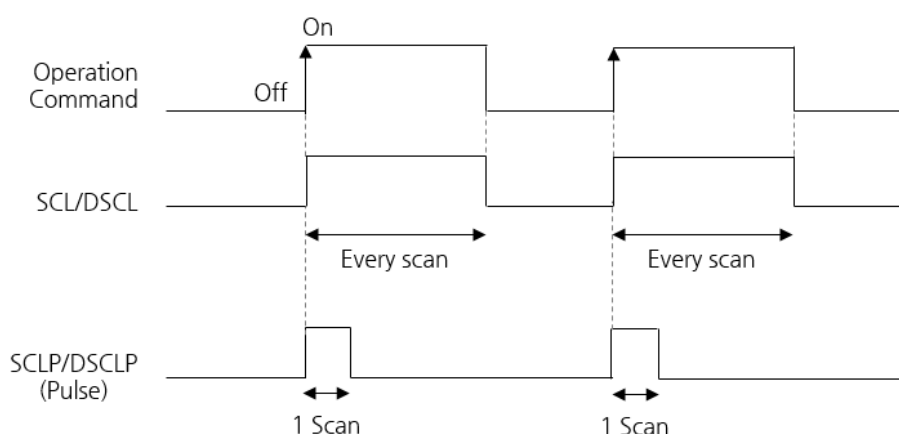 On
Operation
Command
Off
SCL/DSCL
Every scan
Every scan
SCLP/DSCLP
(Pulse)
1 Scan
1 Scan